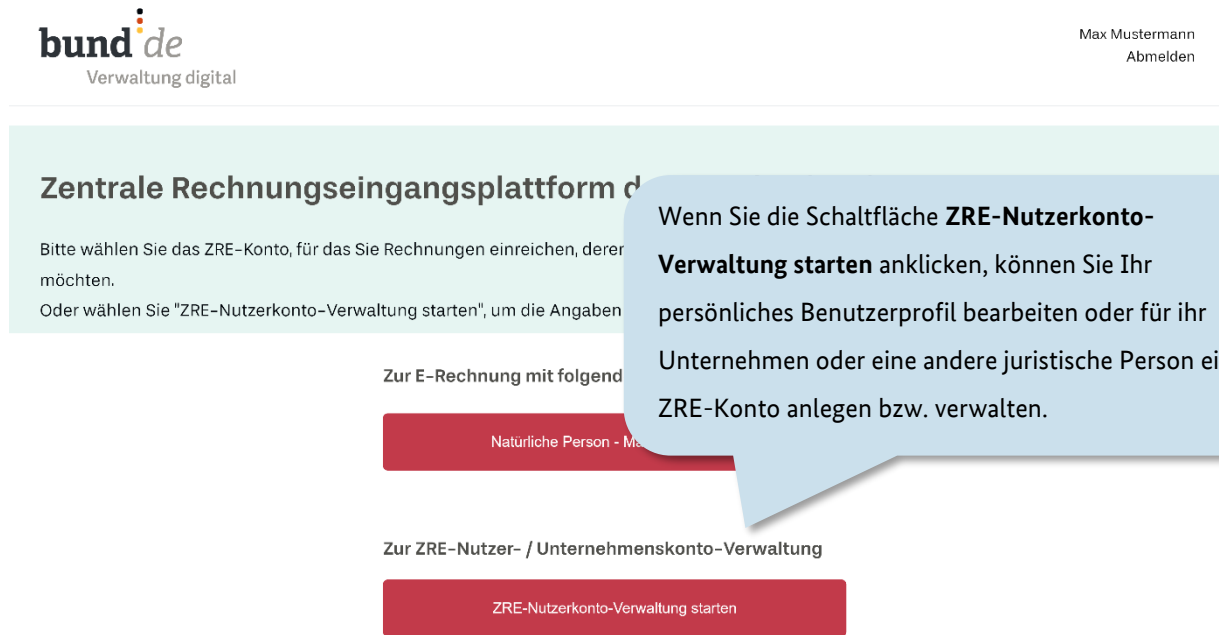 bund.de
Verwaltung digital
Max Mustermann
Abmelden
Zentrale Rechnungseingangsplattform
Bitte wählen Sie das ZRE-Konto, für das Sie Rechnungen einreichen,
möchten.
Oder wählen Sie "ZRE-Nutzerkonto-Verwaltung starten", um die Angaben
Wenn Sie die Schaltfläche ZRE-Nutzerkonto-
Verwaltung starten anklicken, können Sie Ihr
persönliches Benutzerprofil bearbeiten oder für ihr
Unternehmen oder eine andere juristische Person
ZRE-Konto anlegen bzw. verwalten.
Zur E-Rechnung mit
Natürliche Person -
Zur ZRE-Nutzer- / Unternehmenskonto-Verwaltung
ZRE-Nutzerkonto-Verwaltung starten